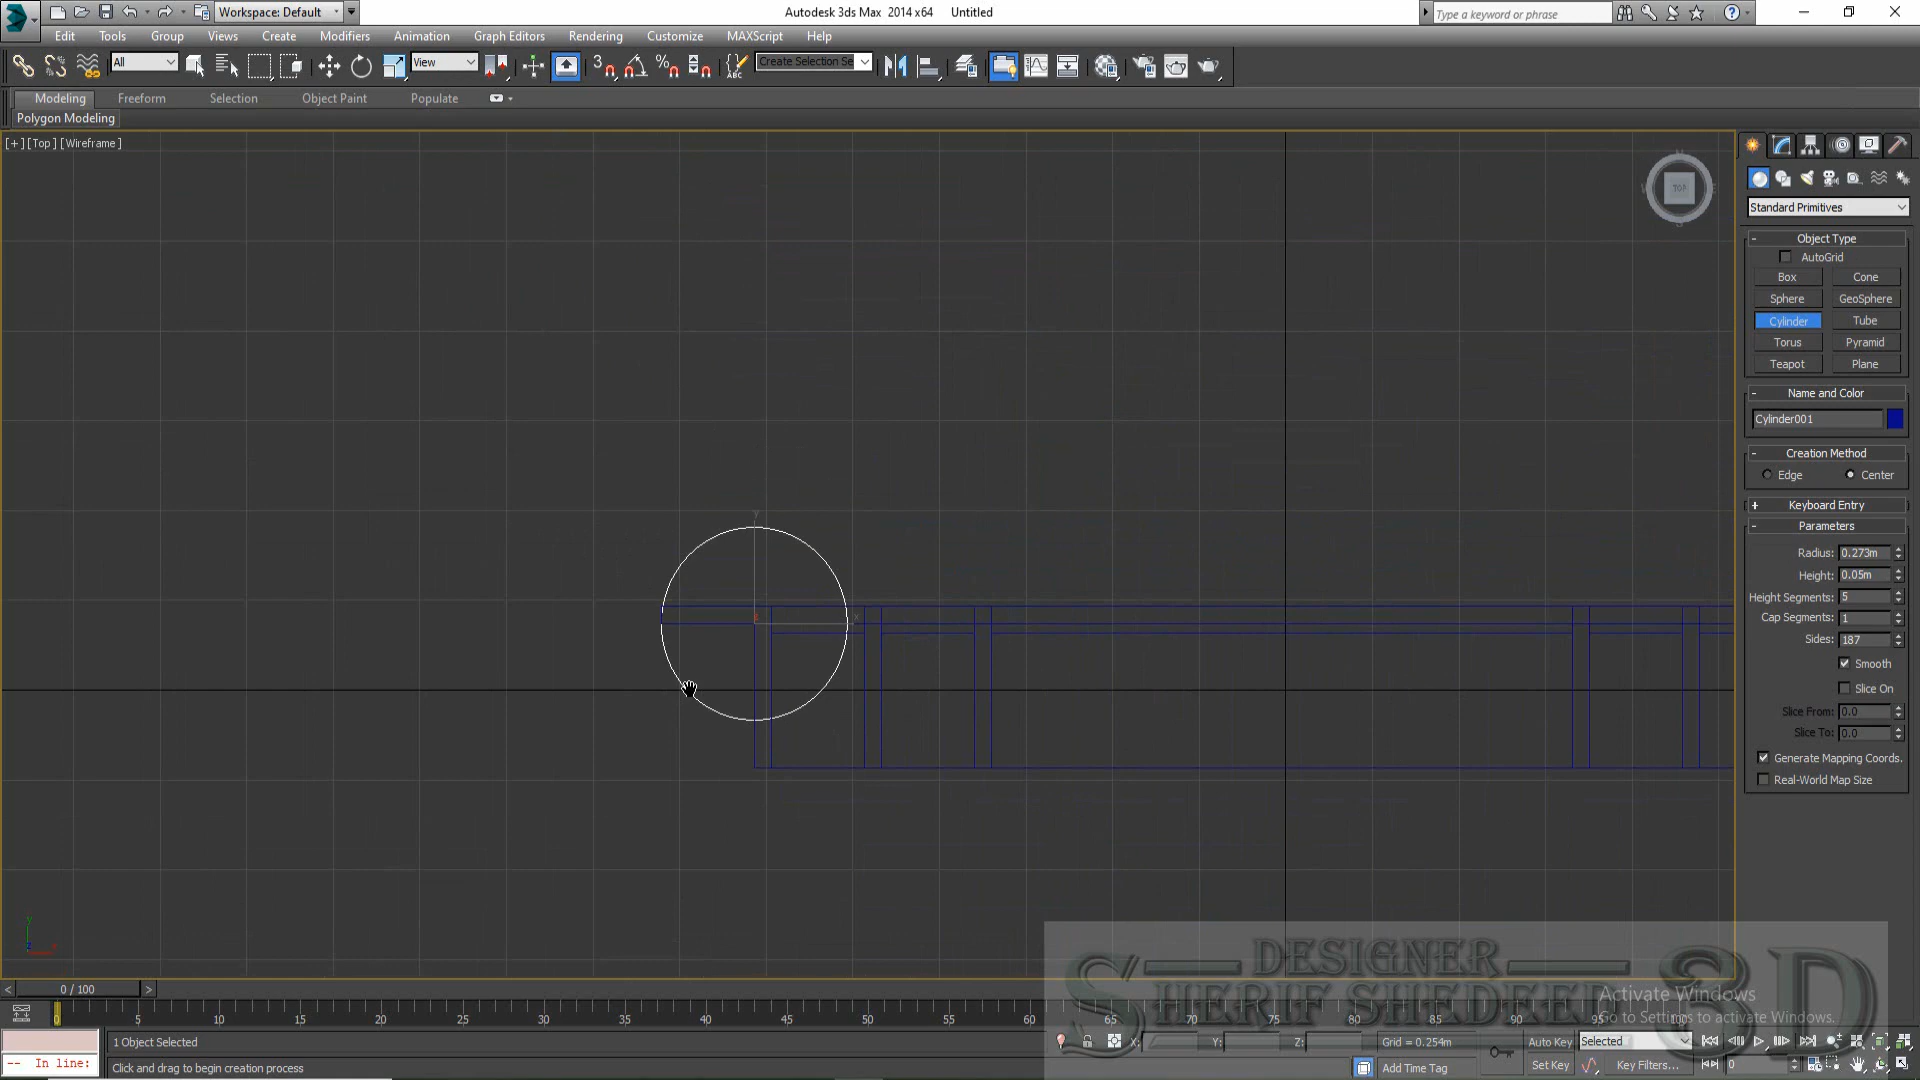 Workspace: Default
Autodesk 3ds Max 2014 x64 Untitled
Type a keyword or phrase
Edit Tools Group Views Create Modifiers Animation Graph Editors Rendering Customize MAXScript Help
All
View
Create Selection Se
Modeling Freeform Selection Object Paint Populate
Polygon Modeling
[+] [Top] [Wireframe]
TOP
Standard Primitives
Object Type
AutoGrid
Box Cone
Sphere GeoSphere
Cylinder Tube
Torus Pyramid
Teapot Plane
Name and Color
Cylinder001
Creation Method
Edge Center
Keyboard Entry
Parameters
Radius: 0.273m
Height: 0.05m
Height Segments: 5
Cap Segments: 1
Sides: 187
Smooth
Slice On
Slice From: 0.0
Slice To: 0.0
Generate Mapping Coords.
Real-World Map Size
DESIGNER
SHERIF SHEDEED 3D
Activate Windows
Go to Settings to activate Windows.
0 / 100
0 5 10 15 20 25 30 35 40 45 50 55 60 65 70 75 80 85 90 95 100
1 Object Selected
X: Y: Z: Grid = 0.254m
Auto Key Selected
-- In line:
Click and drag to begin creation process
Add Time Tag
Set Key Key Filters...
0